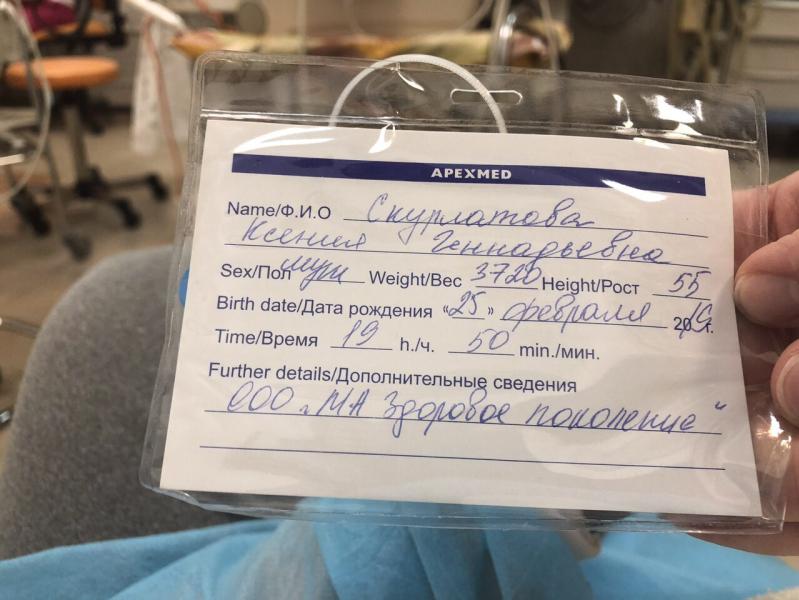 APEXMED
Name/Ф.И.О Скурлатова
Ксения Геннадьевна
Sex/Пол муж Weight/Вес 3720 Height/Рост 55
Birth date/Дата рождения «25» февраля г.
Time/Время 19 h./ч. 50 min./мин.
Further details/Дополнительные сведения
ООО „МА Здоровое поколение"